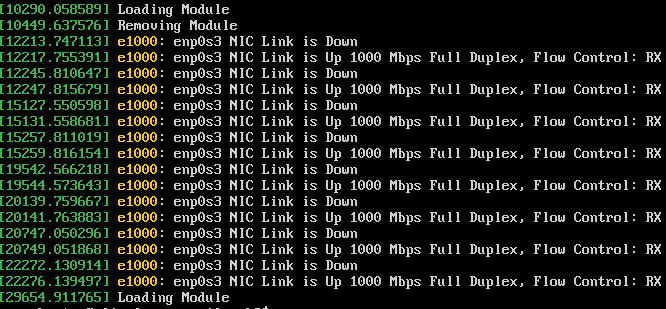 [10290.058589] Loading Module
[10449.637576] Removing Module
[12213.747113] e1000: enp0s3 NIC Link is Down
[12217.755391] e1000: enp0s3 NIC Link is Up 1000 Mbps Full Duplex, Flow Control: RX
[12245.810647] e1000: enp0s3 NIC Link is Down
[12247.815679] e1000: enp0s3 NIC Link is Up 1000 Mbps Full Duplex, Flow Control: RX
[15127.550598] e1000: enp0s3 NIC Link is Down
[15131.558681] e1000: enp0s3 NIC Link is Up 1000 Mbps Full Duplex, Flow Control: RX
[15257.811019] e1000: enp0s3 NIC Link is Down
[15259.816154] e1000: enp0s3 NIC Link is Up 1000 Mbps Full Duplex, Flow Control: RX
[19542.566218] e1000: enp0s3 NIC Link is Down
[19544.573643] e1000: enp0s3 NIC Link is Up 1000 Mbps Full Duplex, Flow Control: RX
[20139.759667] e1000: enp0s3 NIC Link is Down
[20141.763883] e1000: enp0s3 NIC Link is Up 1000 Mbps Full Duplex, Flow Control: RX
[20747.050296] e1000: enp0s3 NIC Link is Down
[20749.051868] e1000: enp0s3 NIC Link is Up 1000 Mbps Full Duplex, Flow Control: RX
[22272.130914] e1000: enp0s3 NIC Link is Down
[22276.139497] e1000: enp0s3 NIC Link is Up 1000 Mbps Full Duplex, Flow Control: RX
[29654.911765] Loading Module